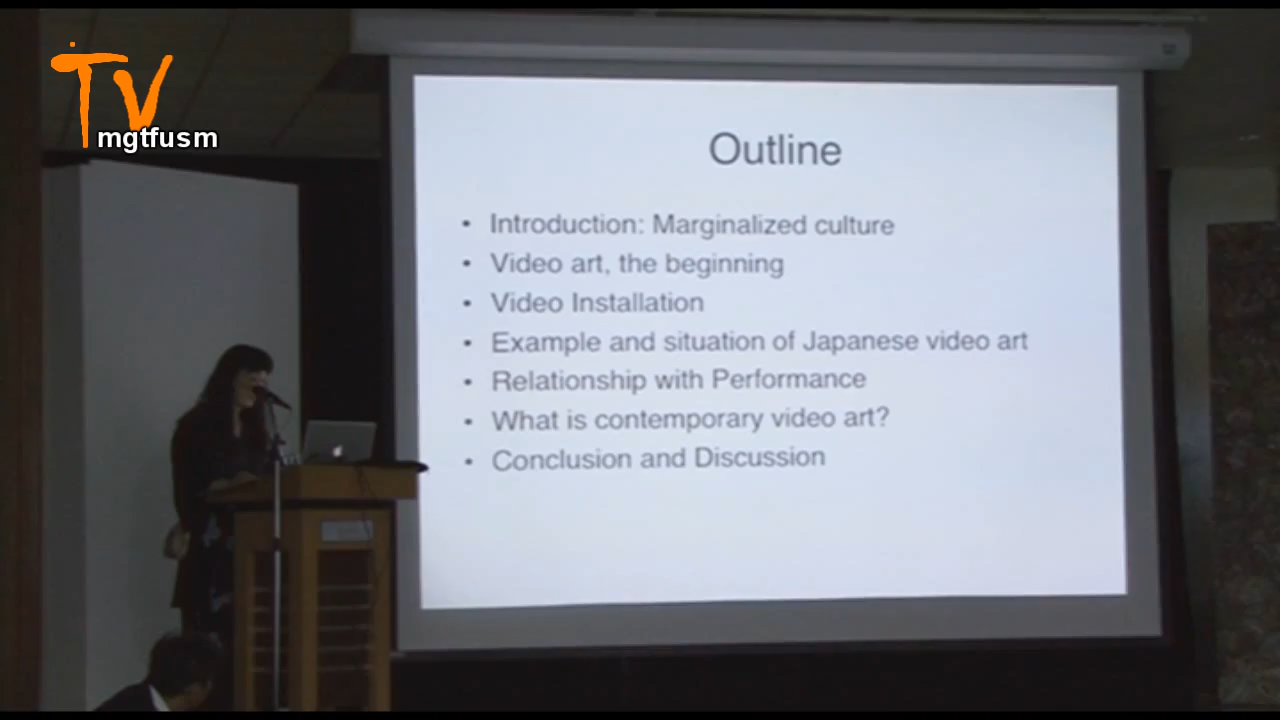 TV
mgtfusm
Outline
• Introduction: Marginalized culture
• Video art, the beginning
• Video Installation
• Example and situation of Japanese video art
• Relationship with Performance
• What is contemporary video art?
• Conclusion and Discussion